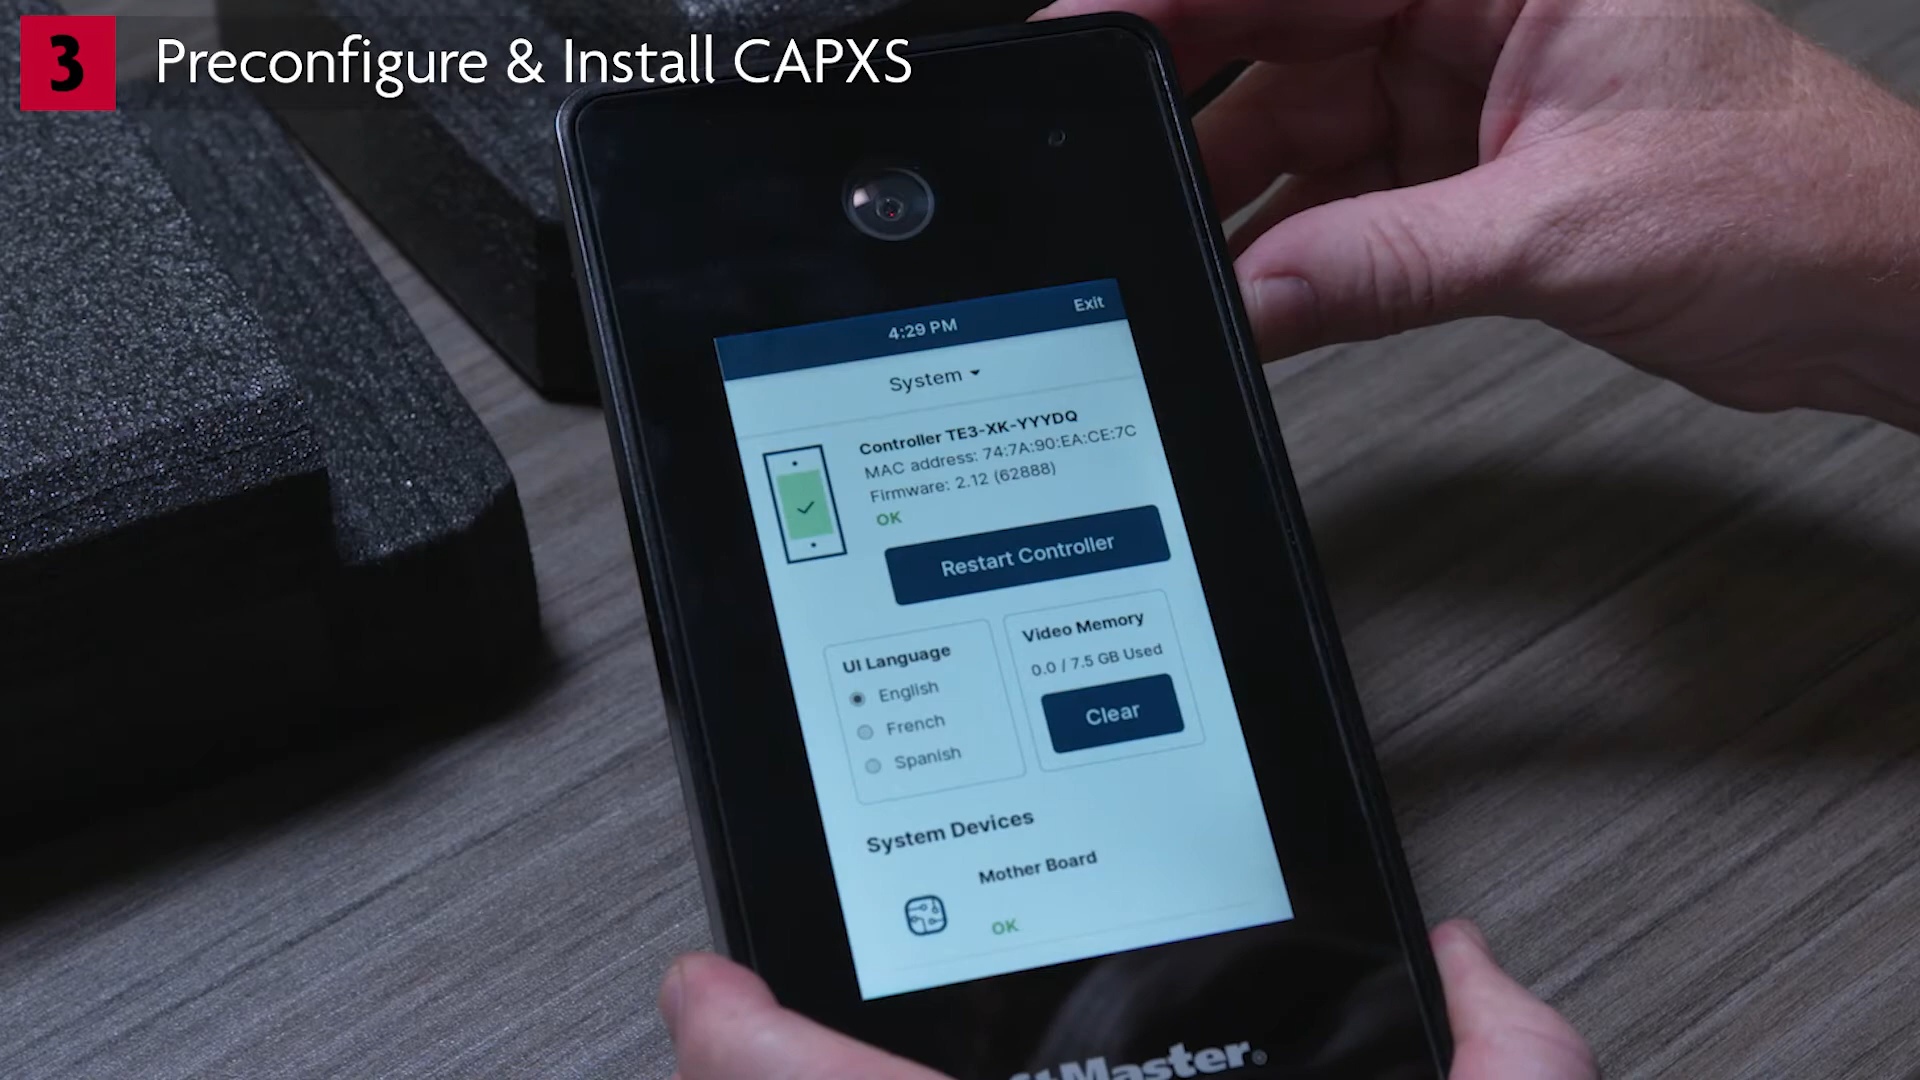 3 Preconfigure & Install CAPXS
4:29 PM
Exit
System
Controller TE3-XK-YYYDQ
MAC address: 74:7A:90:EA:CE:7C
Firmware: 2.12 (62888)
OK
Restart Controller
UI Language
English
French
Spanish
Video Memory
0.0 / 7.5 GB Used
Clear
System Devices
Mother Board
OK
ftMaster®